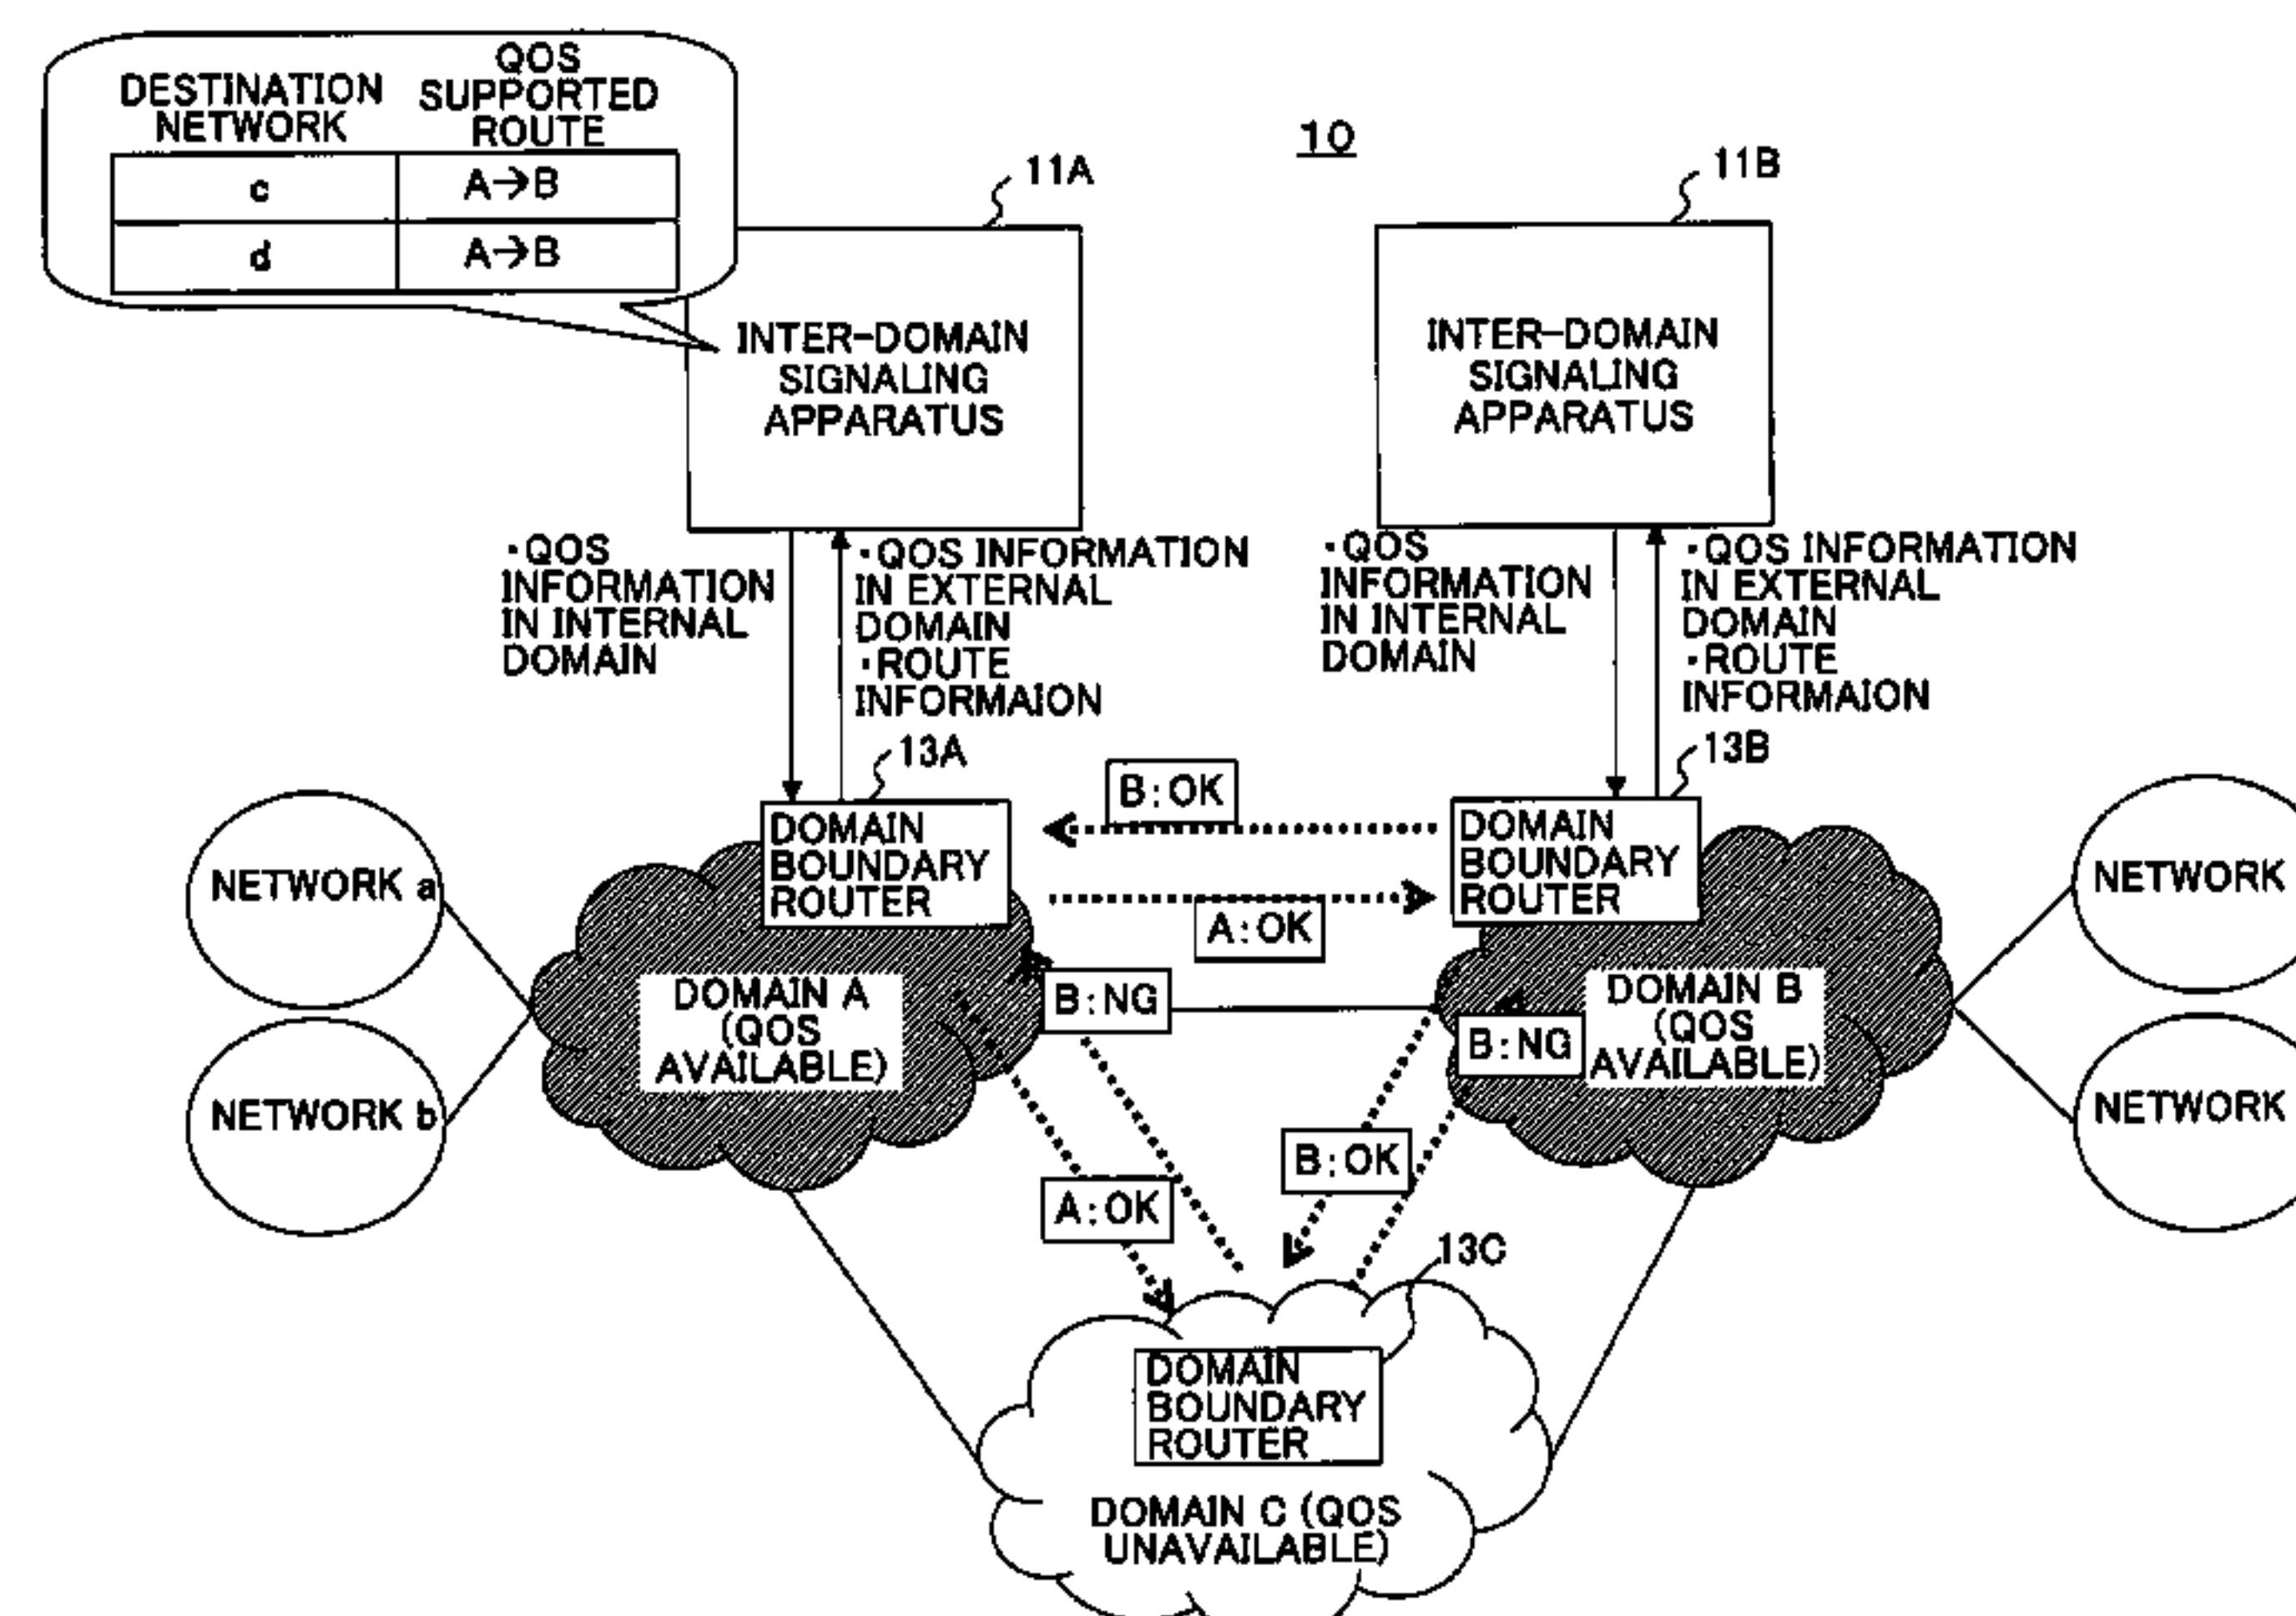 QOS
DESTINATION SUPPORTED
NETWORK ROUTE
c A→B
d A→B
10
11A
11B
INTER-DOMAIN
SIGNALING
APPARATUS
INTER-DOMAIN
SIGNALING
APPARATUS
・QOS
INFORMATION
IN INTERNAL
DOMAIN
・QOS INFORMATION
IN EXTERNAL
DOMAIN
・ROUTE
INFORMAION
・QOS
INFORMATION
IN INTERNAL
DOMAIN
・QOS INFORMATION
IN EXTERNAL
DOMAIN
・ROUTE
INFORMAION
13A
13B
DOMAIN
BOUNDARY
ROUTER
B:OK
A:OK
DOMAIN
BOUNDARY
ROUTER
NETWORK a
NETWORK b
DOMAIN A
(QOS
AVAILABLE)
B:NG
B:NG
DOMAIN B
(QOS
AVAILABLE)
NETWORK
NETWORK
A:OK
B:OK
13C
DOMAIN
BOUNDARY
ROUTER
DOMAIN C (QOS
UNAVAILABLE)